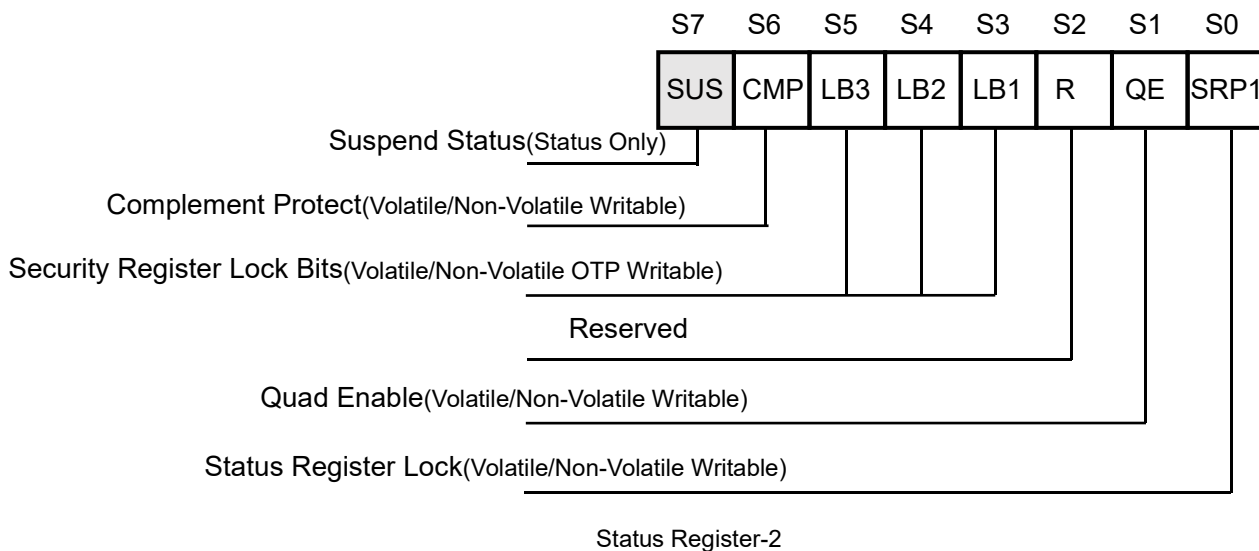 S7 S6 S5 S4 S3 S2 S1 S0
SUS CMP LB3 LB2 LB1 R QE SRP1
Suspend Status(Status Only)
Complement Protect(Volatile/Non-Volatile Writable)
Security Register Lock Bits(Volatile/Non-Volatile OTP Writable)
Reserved
Quad Enable(Volatile/Non-Volatile Writable)
Status Register Lock(Volatile/Non-Volatile Writable)
Status Register-2